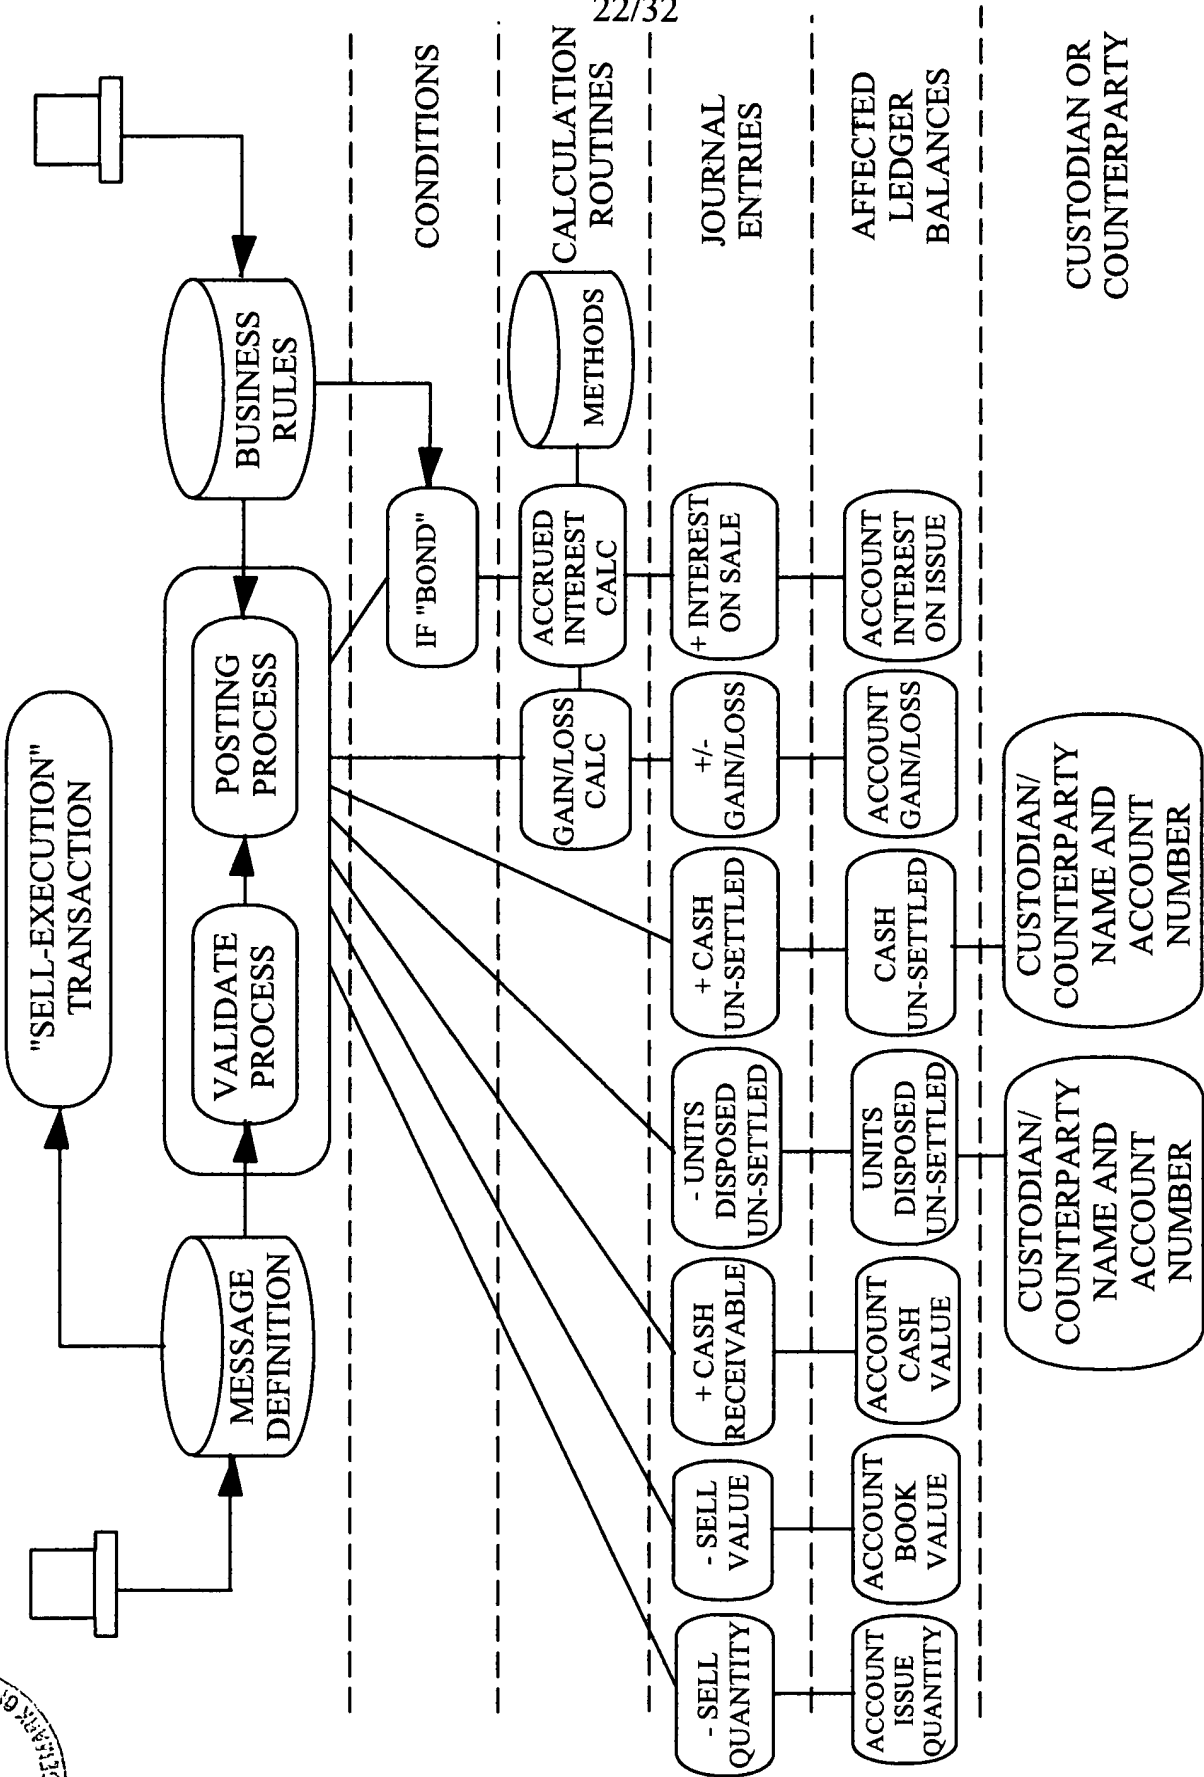 22/32
"SELL-EXECUTION"
TRANSACTION
MESSAGE
DEFINITION
VALIDATE
PROCESS
POSTING
PROCESS
BUSINESS
RULES
CONDITIONS
IF "BOND"
CALCULATION
ROUTINES
GAIN/LOSS
CALC
ACCRUED
INTEREST
CALC
METHODS
JOURNAL
ENTRIES
- SELL
QUANTITY
- SELL
VALUE
+ CASH
RECEIVABLE
- UNITS
DISPOSED
UN-SETTLED
+ CASH
UN-SETTLED
+/-
GAIN/LOSS
+ INTEREST
ON SALE
AFFECTED
LEDGER
BALANCES
ACCOUNT
ISSUE
QUANTITY
ACCOUNT
BOOK
VALUE
ACCOUNT
CASH
VALUE
UNITS
DISPOSED
UN-SETTLED
CASH
UN-SETTLED
ACCOUNT
GAIN/LOSS
ACCOUNT
INTEREST
ON ISSUE
CUSTODIAN OR
COUNTERPARTY
CUSTODIAN/
COUNTERPARTY
NAME AND
ACCOUNT
NUMBER
CUSTODIAN/
COUNTERPARTY
NAME AND
ACCOUNT
NUMBER